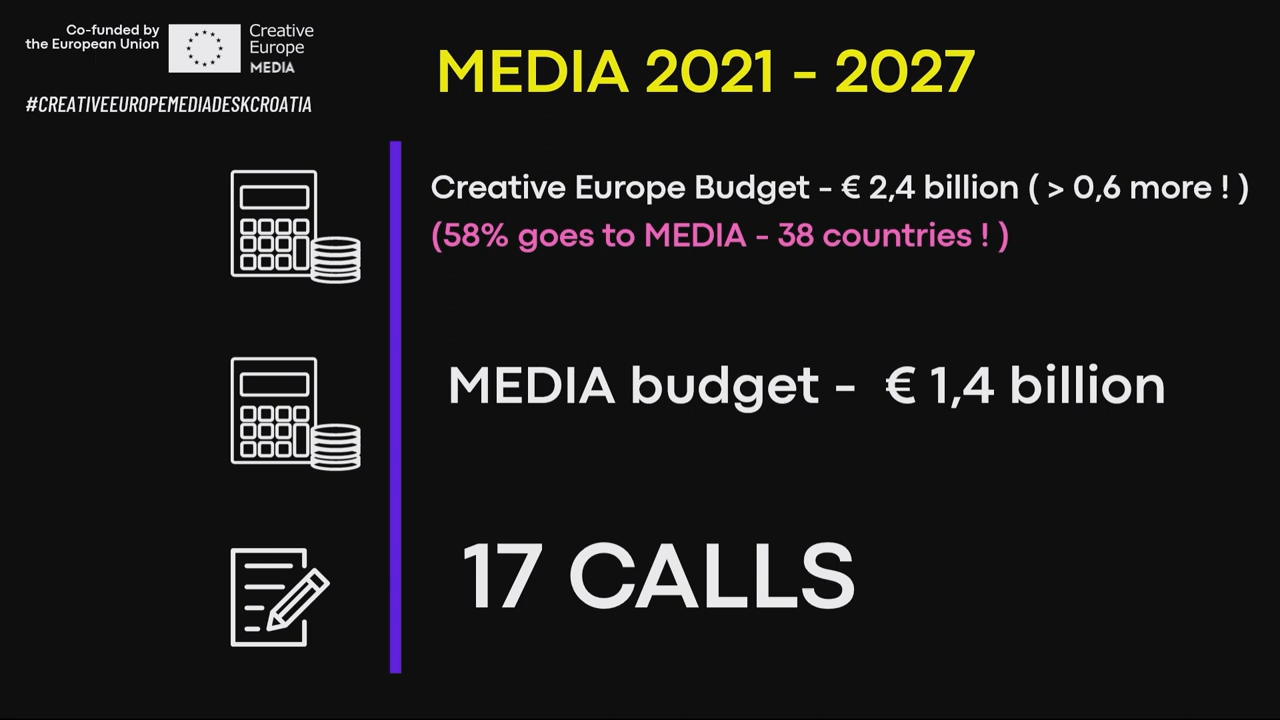 Co-funded by
the European Union
Creative
Europe
MEDIA
#CREATIVEEUROPEMEDIADESKCROATIA
MEDIA 2021 - 2027
Creative Europe Budget - € 2,4 billion ( > 0,6 more ! )
(58% goes to MEDIA - 38 countries ! )
MEDIA budget - € 1,4 billion
17 CALLS